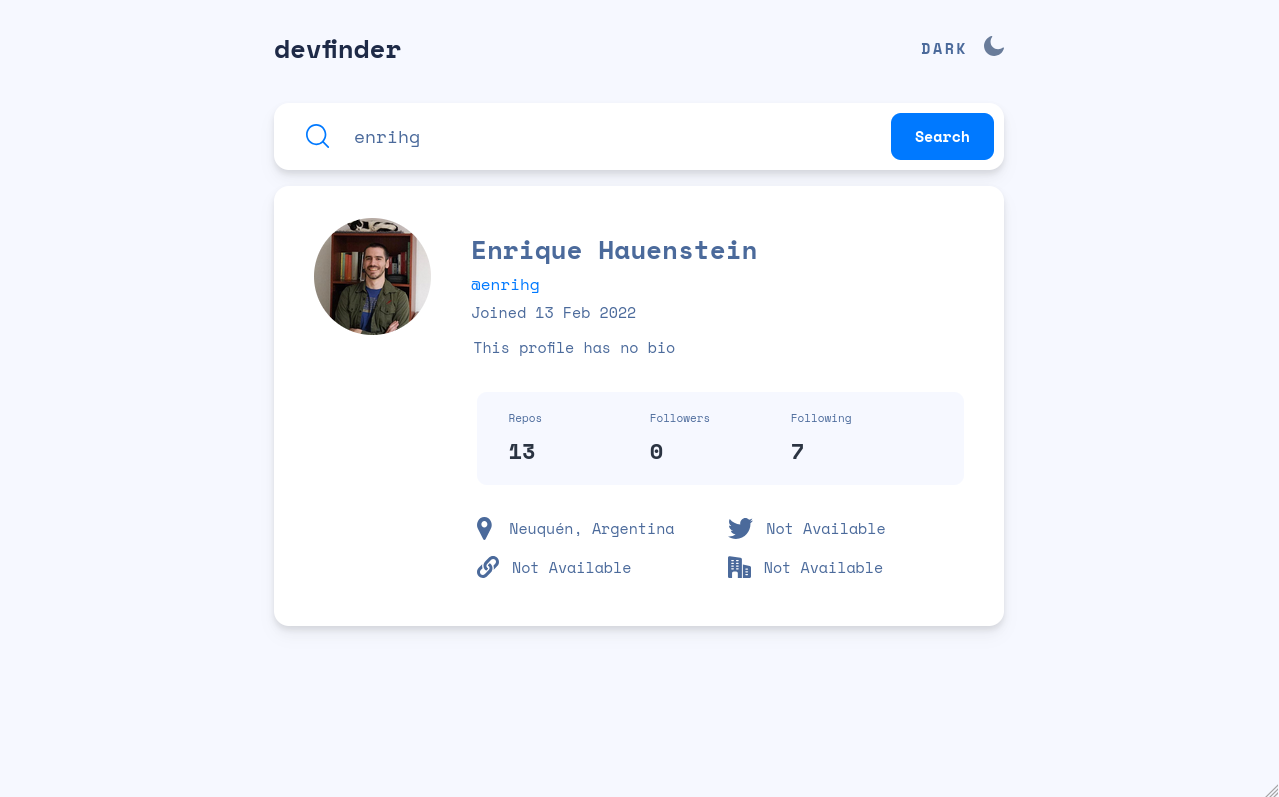 devfinder
DARK
enrihg
Search
Enrique Hauenstein
@enrihg
Joined 13 Feb 2022
This profile has no bio
Repos Followers Following
13 0 7
Neuquén, Argentina Not Available
Not Available Not Available